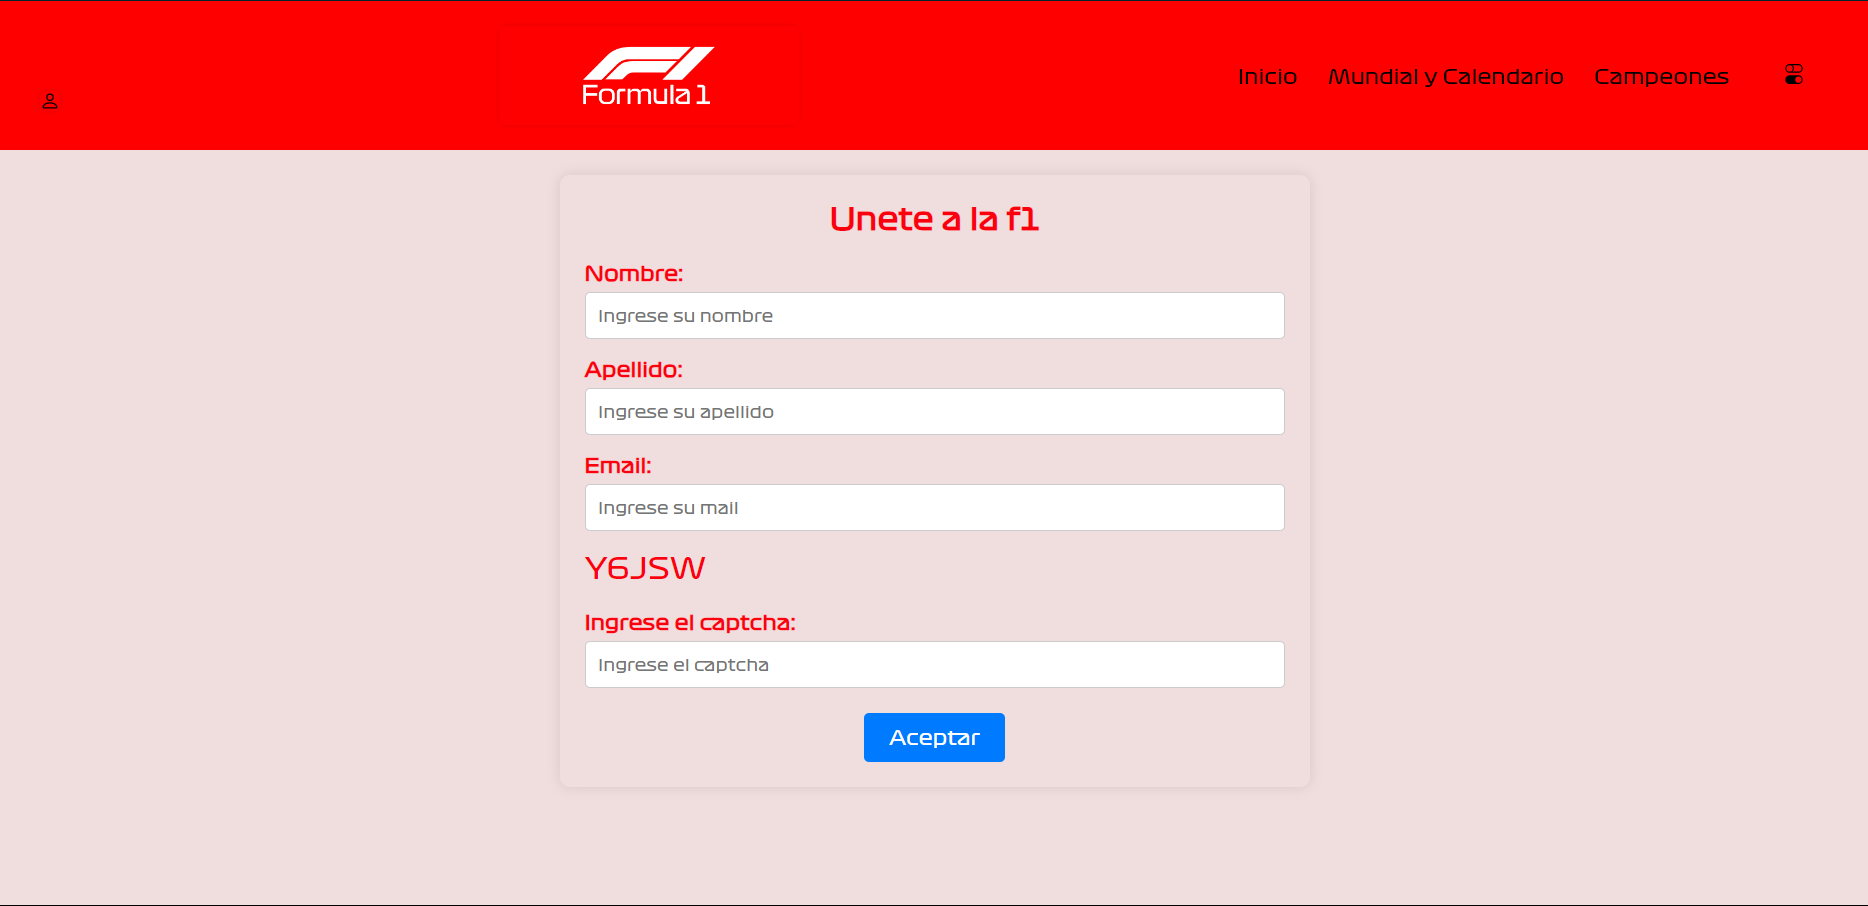 Formula 1
Inicio Mundial y Calendario Campeones
Unete a la f1
Nombre:
Ingrese su nombre
Apellido:
Ingrese su apellido
Email:
Ingrese su mail
Y6JSW
Ingrese el captcha:
Ingrese el captcha
Aceptar